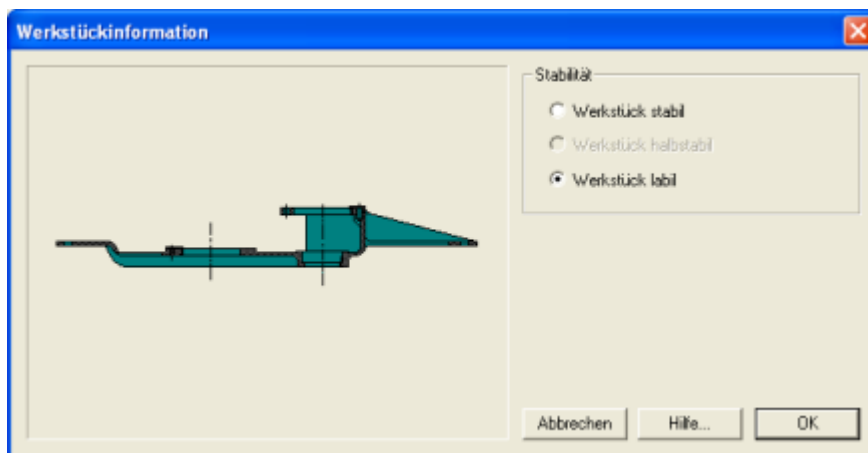 Werkstückinformation
Stabilität
Werkstück stabil
Werkstück halbstabil
Werkstück labil
Abbrechen
Hilfe...
OK